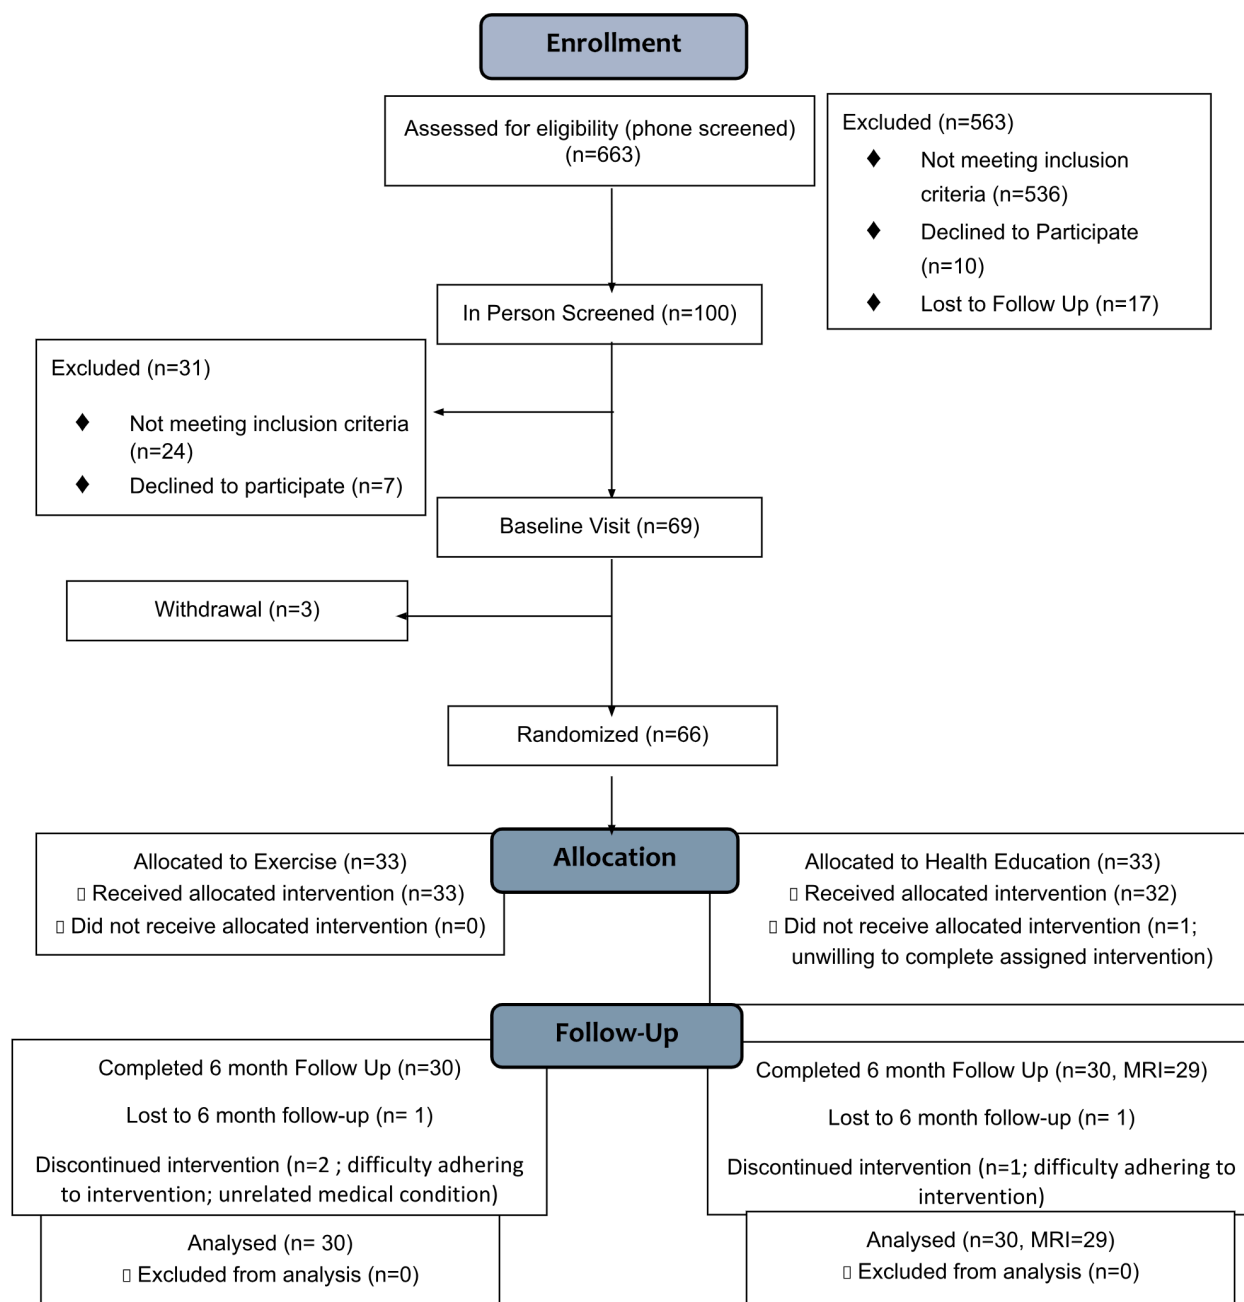 Enrollment
Assessed for eligibility (phone screened)
(n=663)
Excluded (n=563)
♦ Not meeting inclusion
criteria (n=536)
♦ Declined to Participate
(n=10)
♦ Lost to Follow Up (n=17)
In Person Screened (n=100)
Excluded (n=31)
♦ Not meeting inclusion criteria
(n=24)
♦ Declined to participate (n=7)
Baseline Visit (n=69)
Withdrawal (n=3)
Randomized (n=66)
Allocation
Allocated to Exercise (n=33)
▯ Received allocated intervention (n=33)
▯ Did not receive allocated intervention (n=0)
Allocated to Health Education (n=33)
▯ Received allocated intervention (n=32)
▯ Did not receive allocated intervention (n=1;
unwilling to complete assigned intervention)
Follow-Up
Completed 6 month Follow Up (n=30)
Lost to 6 month follow-up (n= 1)
Discontinued intervention (n=2 ; difficulty adhering
to intervention; unrelated medical condition)
Completed 6 month Follow Up (n=30, MRI=29)
Lost to 6 month follow-up (n= 1)
Discontinued intervention (n=1; difficulty adhering to
intervention)
Analysed (n= 30)
▯ Excluded from analysis (n=0)
Analysed (n=30, MRI=29)
▯ Excluded from analysis (n=0)